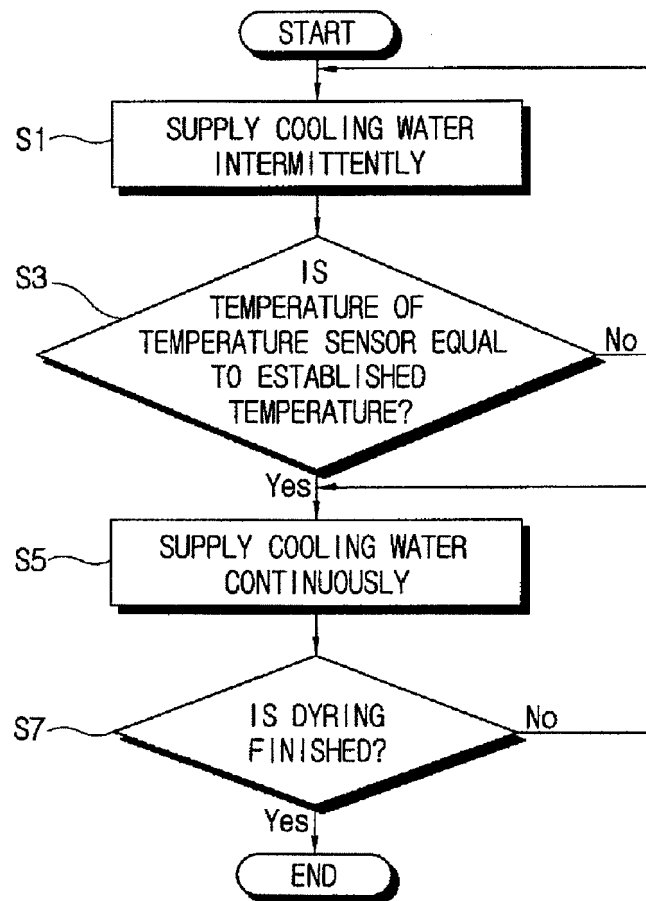 START
S1
SUPPLY COOLING WATER
INTERMITTENTLY
S3
IS
TEMPERATURE OF
TEMPERATURE SENSOR EQUAL
TO ESTABLISHED
TEMPERATURE?
No
Yes
S5
SUPPLY COOLING WATER
CONTINUOUSLY
S7
IS DYRING
FINISHED?
No
Yes
END